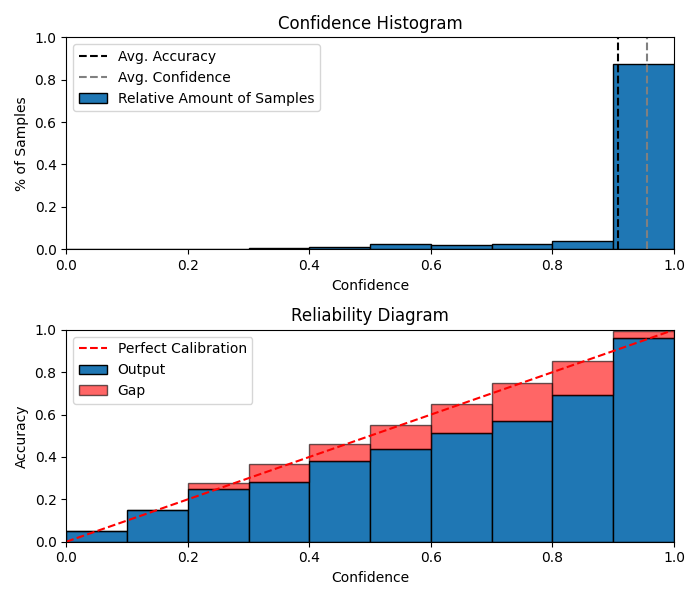 Confidence Histogram
1.0
0.8
0.6
0.4
0.2
0.0
% of Samples
Avg. Accuracy
Avg. Confidence
Relative Amount of Samples
0.0 0.2 0.4 0.6 0.8 1.0
Confidence
Reliability Diagram
1.0
0.8
0.6
0.4
0.2
0.0
Accuracy
Perfect Calibration
Output
Gap
0.0 0.2 0.4 0.6 0.8 1.0
Confidence